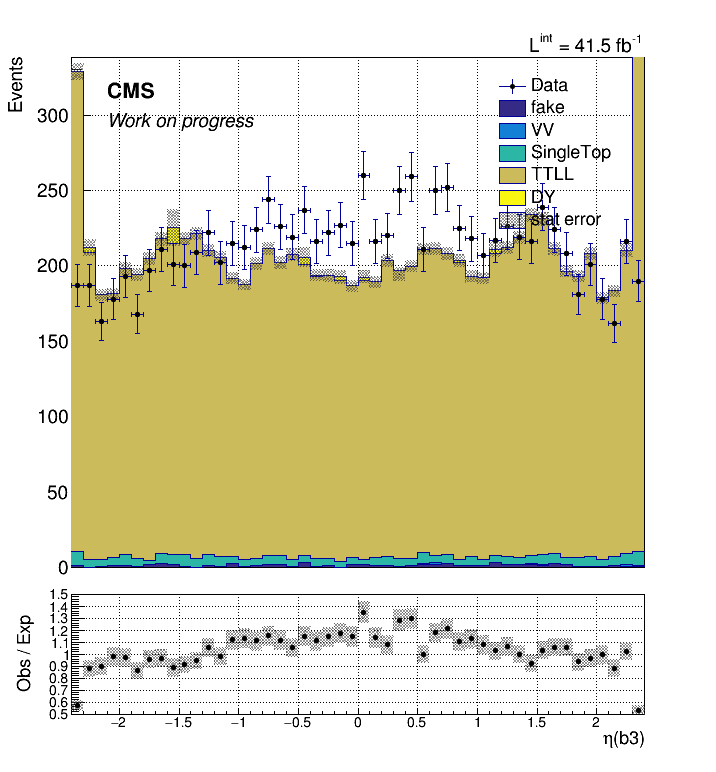 L^int = 41.5 fb^-1
Events
CMS
Work on progress
Data
fake
VV
SingleTop
TTLL
DY
stat error
300
250
200
150
100
50
0
Obs / Exp
1.5
1.4
1.3
1.2
1.1
1
0.9
0.8
0.7
0.6
0.5
−2 −1.5 −1 −0.5 0 0.5 1 1.5 2
η(b3)